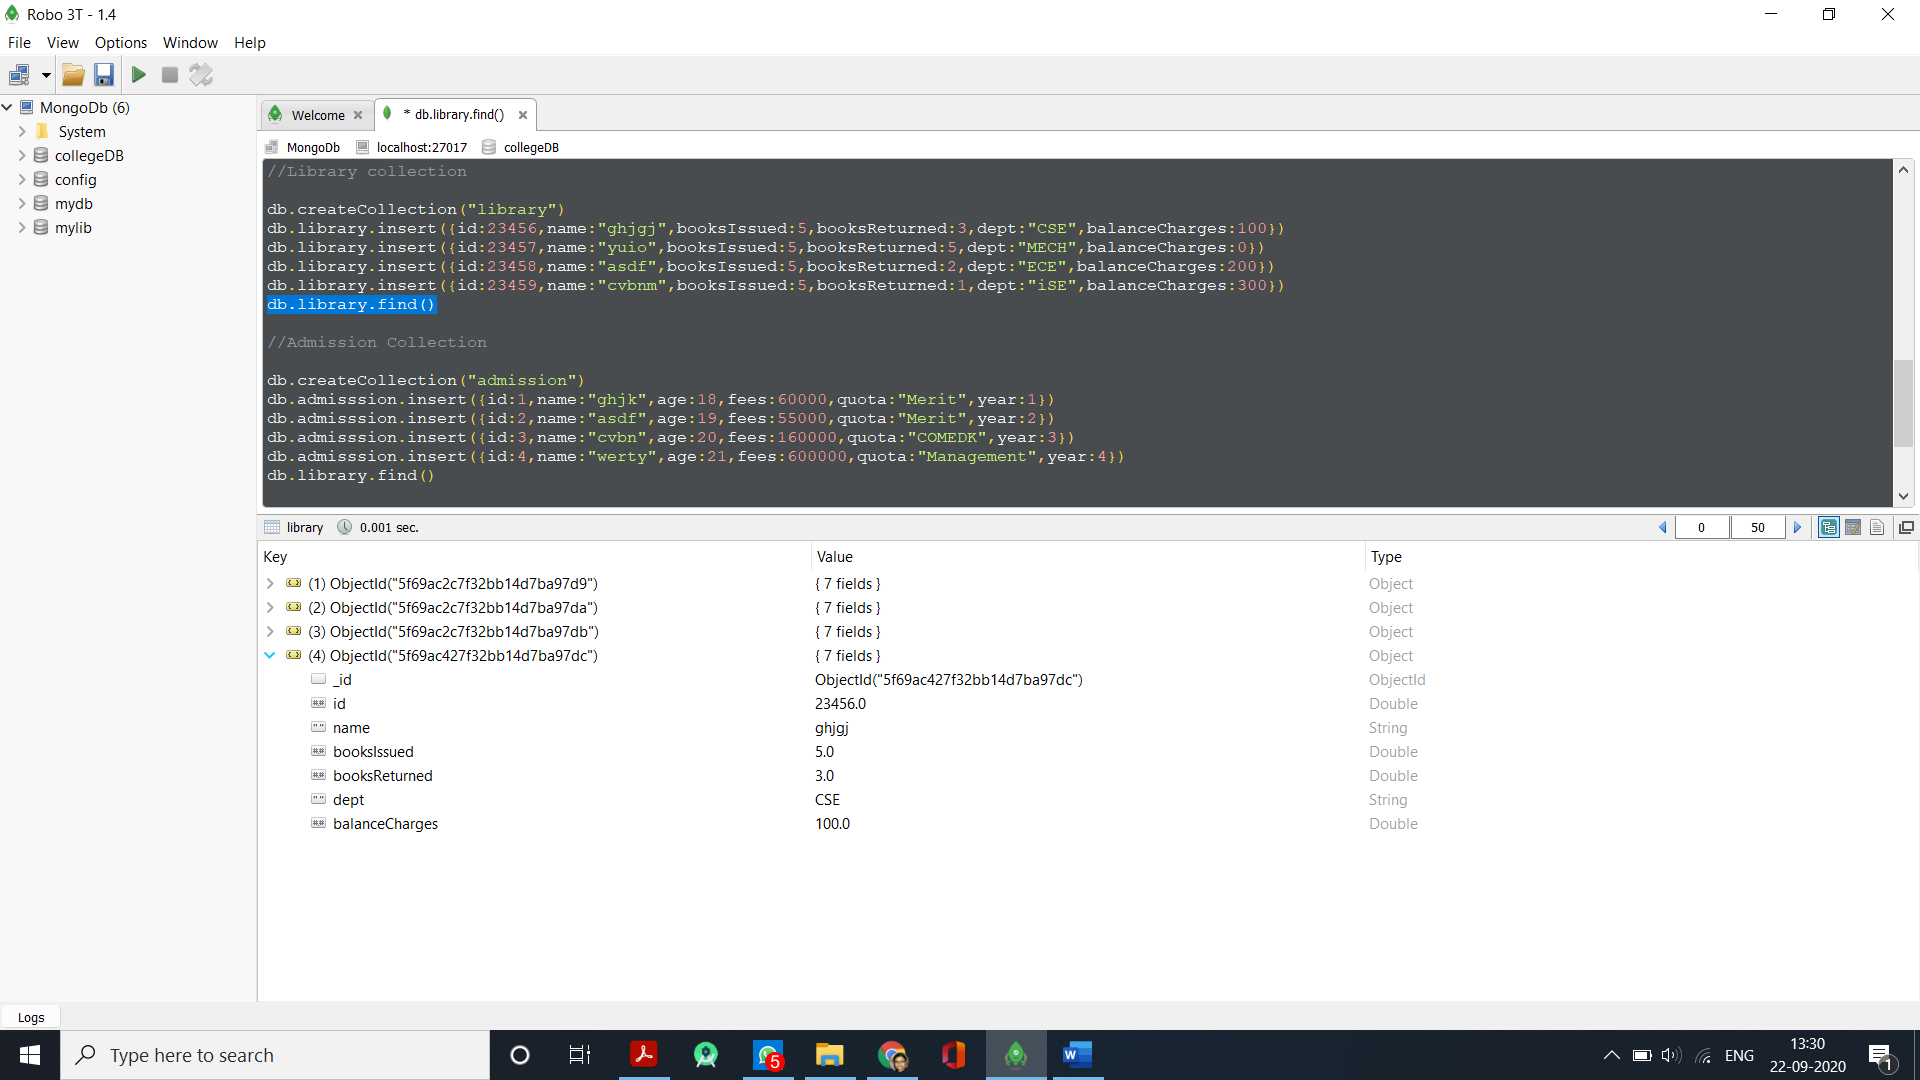 Robo 3T - 1.4
File View Options Window Help
MongoDb (6)
System
collegeDB
config
mydb
mylib
Welcome
* db.library.find()
MongoDb localhost:27017 collegeDB
//Library collection
db.createCollection("library")
db.library.insert({id:23456,name:"ghjgj",booksIssued:5,booksReturned:3,dept:"CSE",balanceCharges:100})
db.library.insert({id:23457,name:"yuio",booksIssued:5,booksReturned:5,dept:"MECH",balanceCharges:0})
db.library.insert({id:23458,name:"asdf",booksIssued:5,booksReturned:2,dept:"ECE",balanceCharges:200})
db.library.insert({id:23459,name:"cvbnm",booksIssued:5,booksReturned:1,dept:"iSE",balanceCharges:300})
db.library.find()
//Admission Collection
db.createCollection("admission")
db.admisssion.insert({id:1,name:"ghjk",age:18,fees:60000,quota:"Merit",year:1})
db.admisssion.insert({id:2,name:"asdf",age:19,fees:55000,quota:"Merit",year:2})
db.admisssion.insert({id:3,name:"cvbn",age:20,fees:160000,quota:"COMEDK",year:3})
db.admisssion.insert({id:4,name:"werty",age:21,fees:600000,quota:"Management",year:4})
db.library.find()
library 0.001 sec. 0 50
Key Value Type
(1) ObjectId("5f69ac2c7f32bb14d7ba97d9") { 7 fields } Object
(2) ObjectId("5f69ac2c7f32bb14d7ba97da") { 7 fields } Object
(3) ObjectId("5f69ac2c7f32bb14d7ba97db") { 7 fields } Object
(4) ObjectId("5f69ac427f32bb14d7ba97dc") { 7 fields } Object
_id ObjectId("5f69ac427f32bb14d7ba97dc") ObjectId
id 23456.0 Double
name ghjgj String
booksIssued 5.0 Double
booksReturned 3.0 Double
dept CSE String
balanceCharges 100.0 Double
Logs
Type here to search
5
W
ENG
13:30
22-09-2020
1